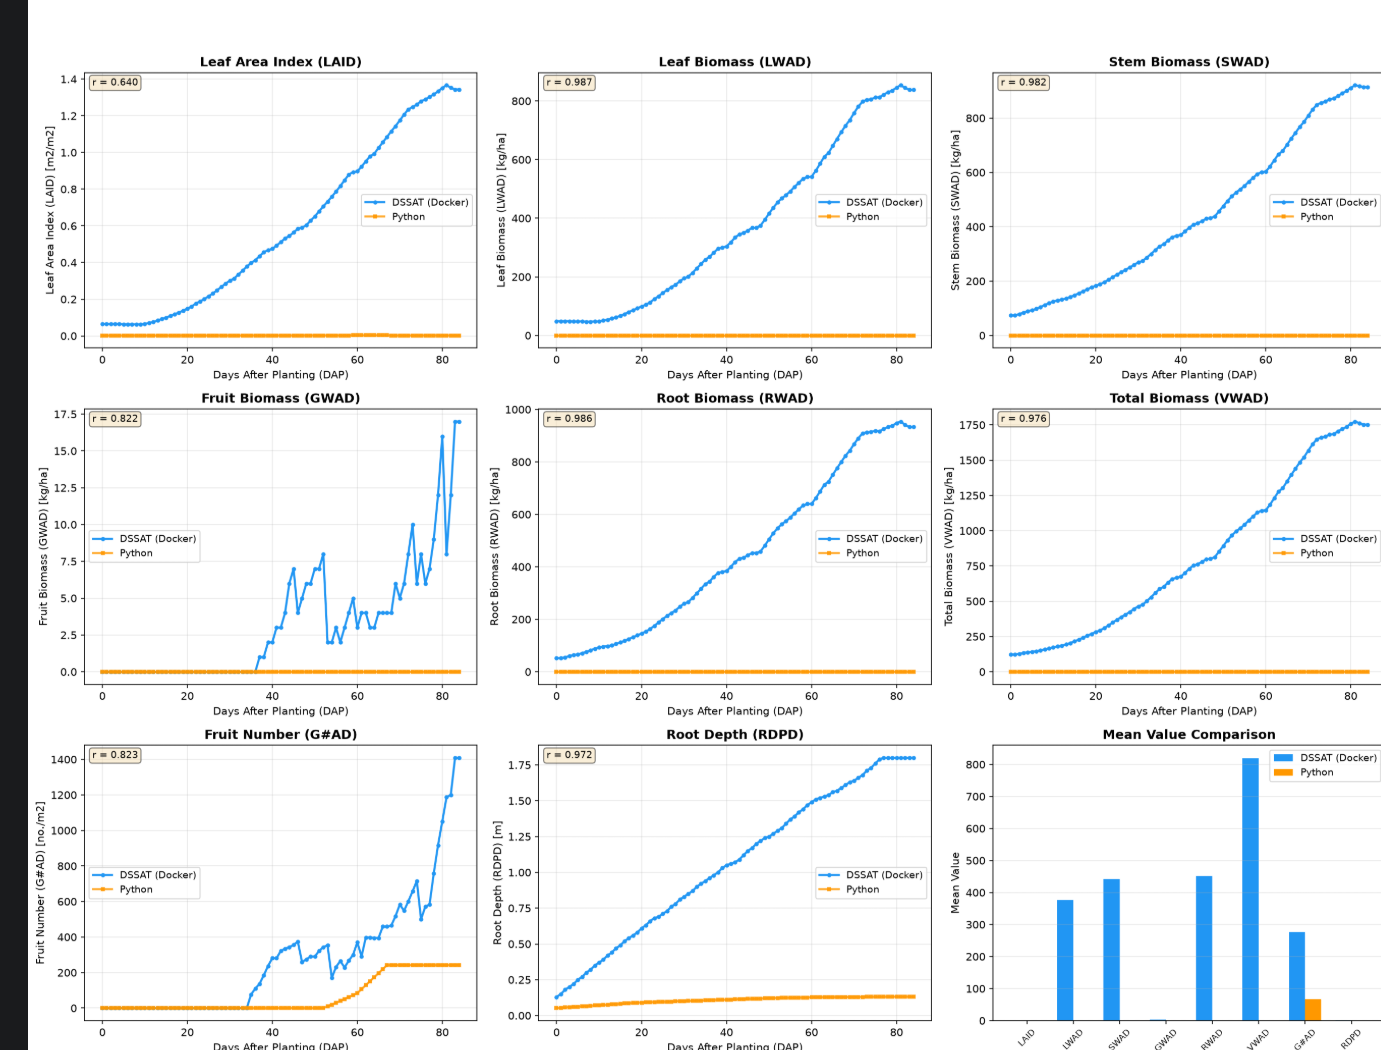 Leaf Area Index (LAID)
r = 0.640
Leaf Area Index (LAID) [m2/m2]
1.4
1.2
1.0
0.8
0.6
0.4
0.2
0.0
DSSAT (Docker)
Python
0 20 40 60 80
Days After Planting (DAP)
Leaf Biomass (LWAD)
r = 0.987
Leaf Biomass (LWAD) [kg/ha]
800
600
400
200
0
DSSAT (Docker)
Python
0 20 40 60 80
Days After Planting (DAP)
Stem Biomass (SWAD)
r = 0.982
Stem Biomass (SWAD) [kg/ha]
800
600
400
200
0
DSSAT (Docker)
Python
0 20 40 60 80
Days After Planting (DAP)
Fruit Biomass (GWAD)
r = 0.822
Fruit Biomass (GWAD) [kg/ha]
17.5
15.0
12.5
10.0
7.5
5.0
2.5
0.0
DSSAT (Docker)
Python
0 20 40 60 80
Days After Planting (DAP)
Root Biomass (RWAD)
r = 0.986
Root Biomass (RWAD) [kg/ha]
1000
800
600
400
200
0
DSSAT (Docker)
Python
0 20 40 60 80
Days After Planting (DAP)
Total Biomass (VWAD)
r = 0.976
Total Biomass (VWAD) [kg/ha]
1750
1500
1250
1000
750
500
250
0
DSSAT (Docker)
Python
0 20 40 60 80
Days After Planting (DAP)
Fruit Number (G#AD)
r = 0.823
Fruit Number (G#AD) [no./m2]
1400
1200
1000
800
600
400
200
0
DSSAT (Docker)
Python
0 20 40 60 80
Days After Planting (DAP)
Root Depth (RDPD)
r = 0.972
Root Depth (RDPD) [m]
1.75
1.50
1.25
1.00
0.75
0.50
0.25
0.00
DSSAT (Docker)
Python
0 20 40 60 80
Days After Planting (DAP)
Mean Value Comparison
Mean Value
800
700
600
500
400
300
200
100
0
DSSAT (Docker)
Python
LAID LWAD SWAD GWAD RWAD VWAD G#AD RDPD